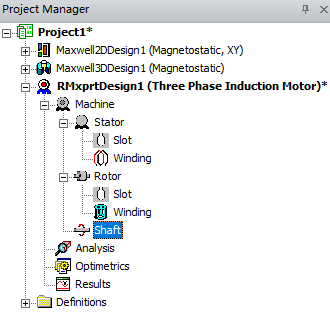 Project Manager
Project1*
Maxwell2DDesign1 (Magnetostatic, XY)
Maxwell3DDesign1 (Magnetostatic)
RMxprtDesign1 (Three Phase Induction Motor)*
Machine
Stator
Slot
Winding
Rotor
Slot
Winding
Shaft
Analysis
Optimetrics
Results
Definitions